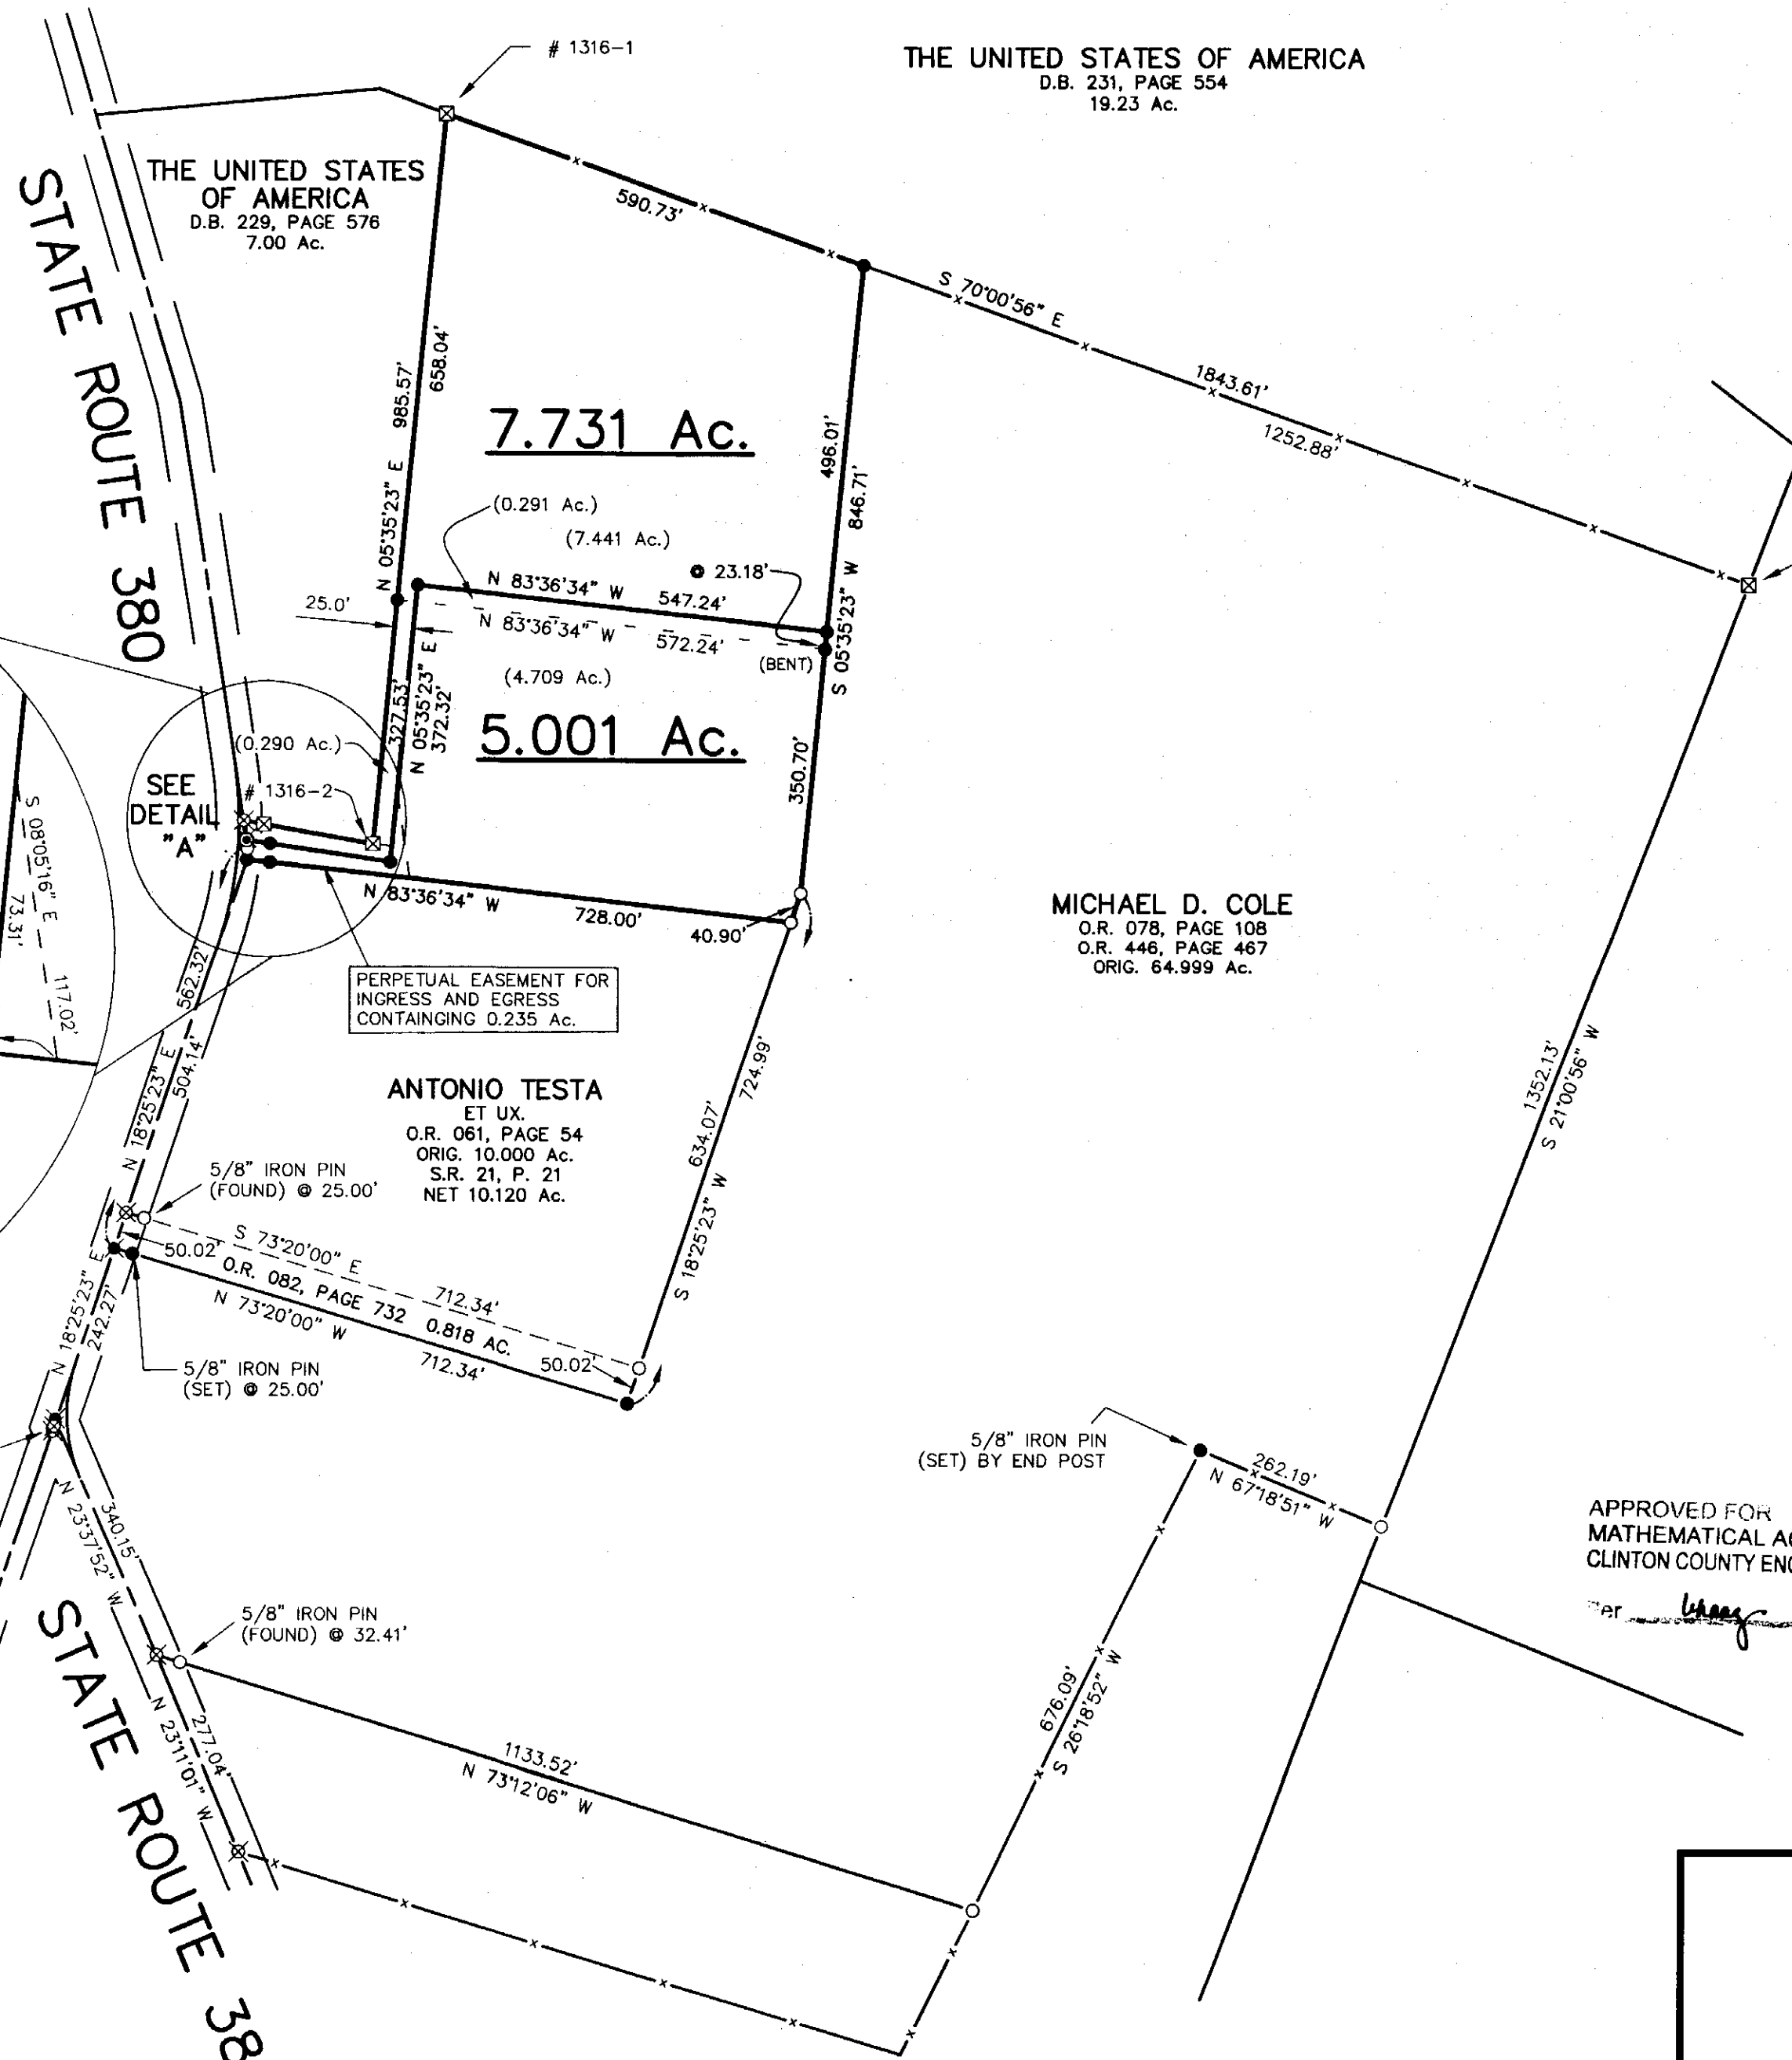 # 1316-1
THE UNITED STATES OF AMERICA
D.B. 231, PAGE 554
19.23 Ac.
THE UNITED STATES
OF AMERICA
D.B. 229, PAGE 576
7.00 Ac.
STATE ROUTE 380
590.73'
S 70°00'56" E
1843.61'
1252.88'
N 05°35'23" E 985.57'
658.04'
7.731 Ac.
496.01'
S 05°35'23" W 846.71'
(0.291 Ac.)
(7.441 Ac.)
@ 23.18'
N 83°36'34" W 547.24'
25.0'
N 83°36'34" W 572.24'
(BENT)
(4.709 Ac.)
327.53'
N 05°35'23" E
372.32'
5.001 Ac.
350.70'
(0.290 Ac.)
# 1316-2
SEE
DETAIL
"A"
S 08°05'16" E 117.02'
73.31'
N 83°36'34" W 728.00'
40.90'
MICHAEL D. COLE
O.R. 078, PAGE 108
O.R. 446, PAGE 467
ORIG. 64.999 Ac.
PERPETUAL EASEMENT FOR
INGRESS AND EGRESS
CONTAINGING 0.235 Ac.
N 18°25'23" E 562.32'
504.14'
ANTONIO TESTA
ET UX.
O.R. 061, PAGE 54
ORIG. 10.000 Ac.
S.R. 21, P. 21
NET 10.120 Ac.
S 18°25'23" W 724.99'
634.07'
1352.13'
S 21°00'56" W
5/8" IRON PIN
(FOUND) @ 25.00'
50.02'
S 73°20'00" E 712.34'
O.R. 082, PAGE 732 0.818 AC.
N 73°20'00" W 712.34'
50.02'
N 18°25'23" E
242.27'
5/8" IRON PIN
(SET) @ 25.00'
5/8" IRON PIN
(SET) BY END POST
262.19'
N 67°18'51" W
APPROVED FOR
MATHEMATICAL AC
CLINTON COUNTY ENG
340.15'
N 23°37'52" W
5/8" IRON PIN
(FOUND) @ 32.41'
676.09'
S 26°18'52" W
277.04'
N 23°11'01" W
1133.52'
N 73°12'06" W
STATE ROUTE 38